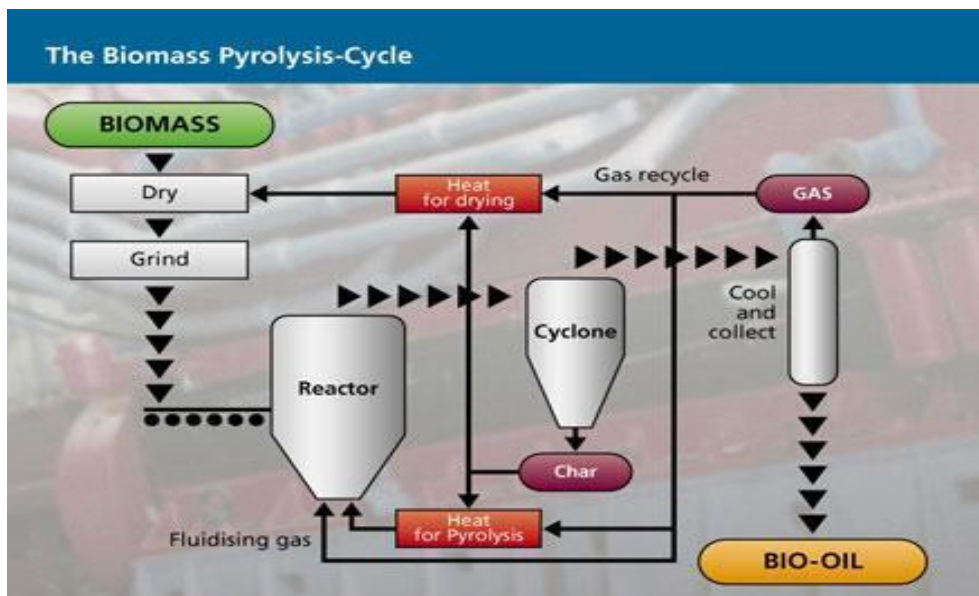 The Biomass Pyrolysis-Cycle
BIOMASS
Dry
Heat
for drying
Gas recycle
GAS
Grind
Cool
and
collect
Cyclone
Reactor
Char
Heat
for Pyrolysis
Fluidising gas
BIO-OIL